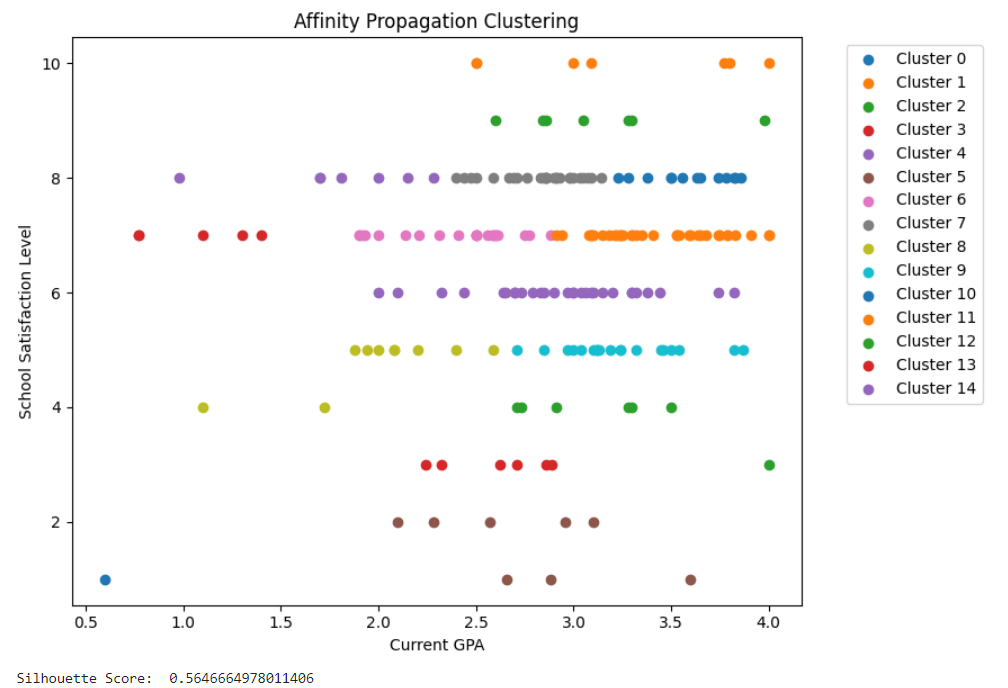 Affinity Propagation Clustering
10
8
6
4
2
School Satisfaction Level
0.5 1.0 1.5 2.0 2.5 3.0 3.5 4.0
Current GPA
Cluster 0
Cluster 1
Cluster 2
Cluster 3
Cluster 4
Cluster 5
Cluster 6
Cluster 7
Cluster 8
Cluster 9
Cluster 10
Cluster 11
Cluster 12
Cluster 13
Cluster 14
Silhouette Score:  0.5646664978011406